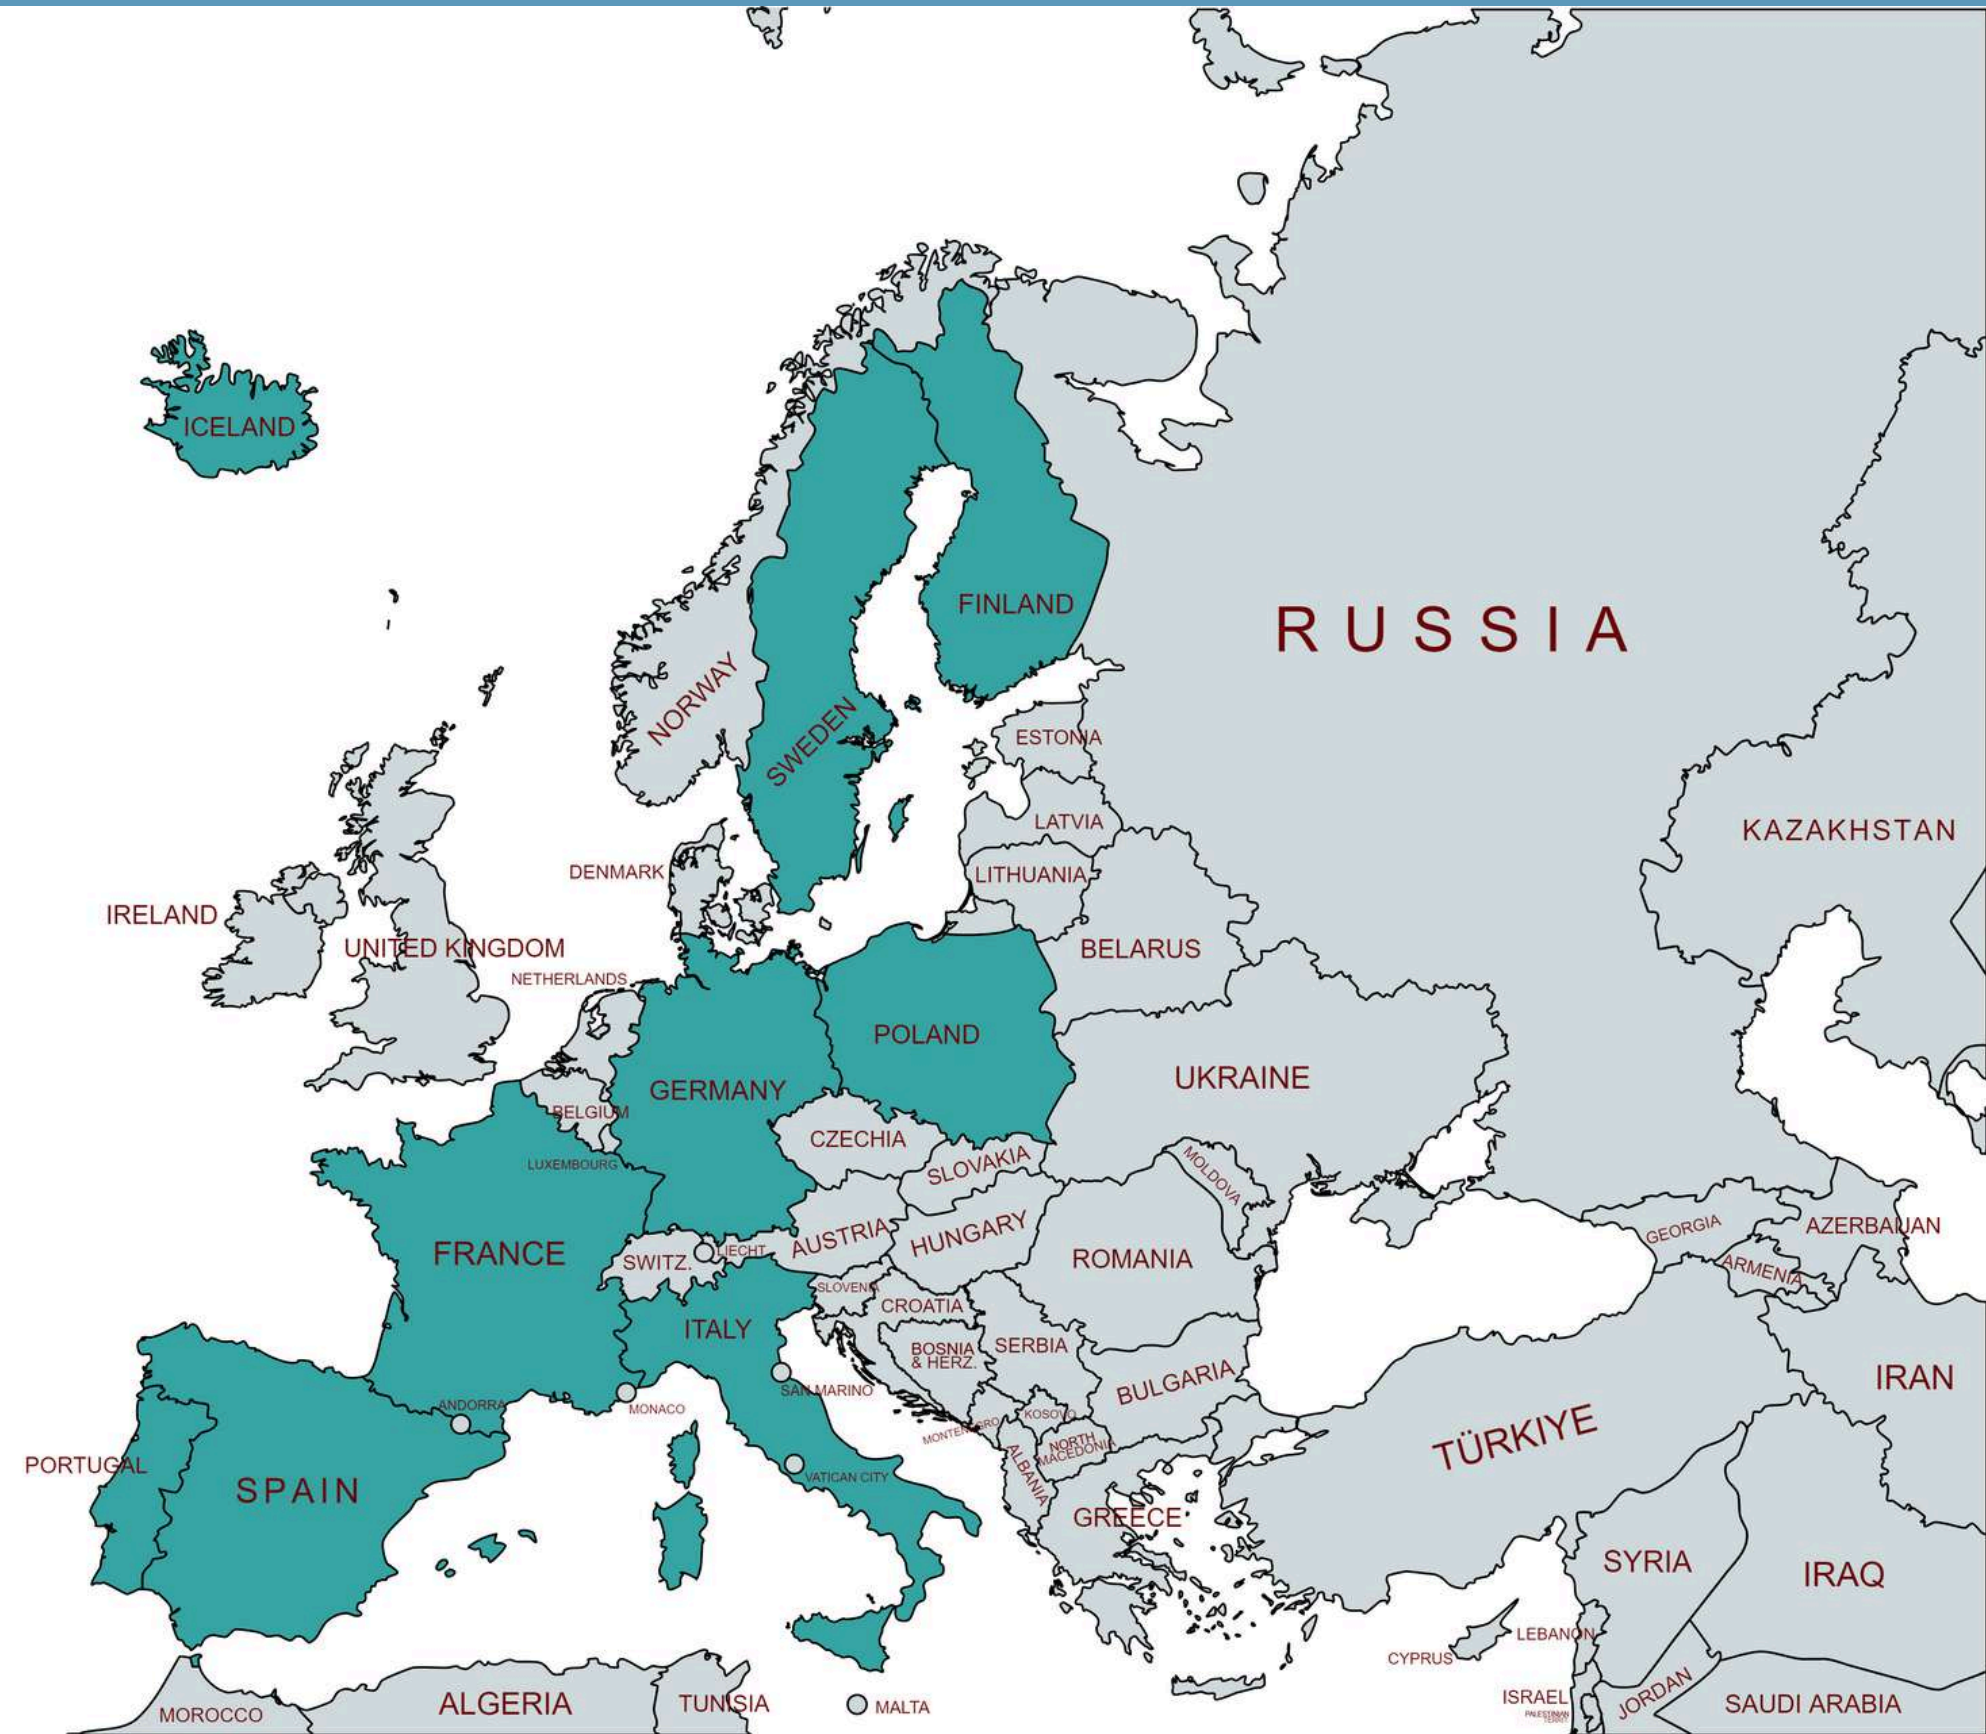 ICELAND
FINLAND
RUSSIA
NORWAY
SWEDEN
ESTONIA
LATVIA
KAZAKHSTAN
DENMARK
LITHUANIA
IRELAND
UNITED KINGDOM
BELARUS
NETHERLANDS
POLAND
GERMANY
UKRAINE
BELGIUM
CZECHIA
LUXEMBOURG
SLOVAKIA
MOLDOVA
FRANCE
SWITZ.
LIECHT.
AUSTRIA
HUNGARY
ROMANIA
GEORGIA
AZERBAIJAN
ARMENIA
SLOVENIA
CROATIA
ITALY
BOSNIA
& HERZ.
SERBIA
BULGARIA
IRAN
SAN MARINO
ANDORRA
MONACO
KOSOVO
MONTENEGRO
NORTH
MACEDONIA
TÜRKIYE
PORTUGAL
SPAIN
VATICAN CITY
ALBANIA
GREECE
SYRIA
IRAQ
LEBANON
CYPRUS
ISRAEL
PALESTINIAN
TERRIT.
JORDAN
SAUDI ARABIA
MOROCCO
ALGERIA
TUNISIA
MALTA